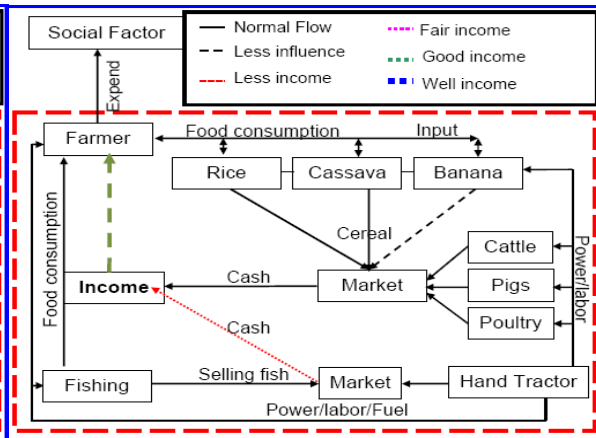 Social Factor
Normal Flow
Less influence
Less income
Fair income
Good income
Well income
Expend
Farmer
Food consumption
Input
Rice
Cassava
Banana
Food consumption
Cereal
Power/labor
Cattle
Income
Cash
Market
Pigs
Poultry
Cash
Fishing
Selling fish
Market
Hand Tractor
Power/labor/Fuel